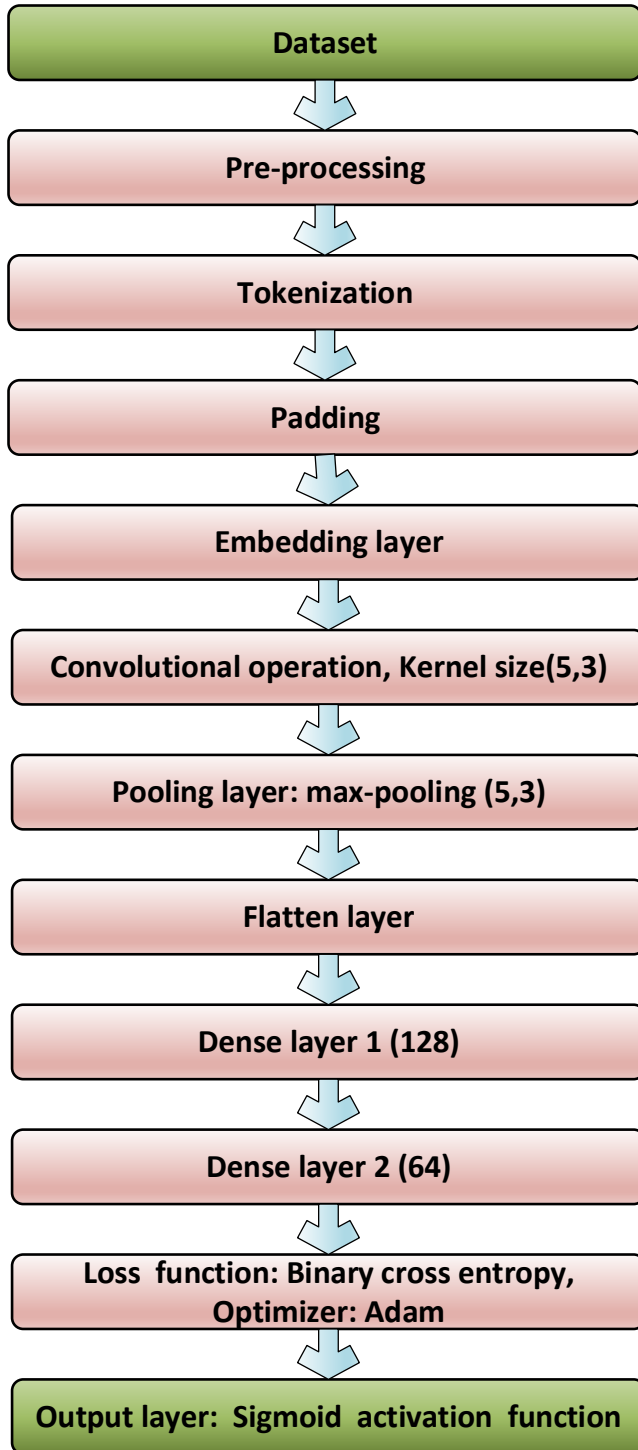 Dataset
Pre-processing
Tokenization
Padding
Embedding layer
Convolutional operation, Kernel size(5,3)
Pooling layer: max-pooling (5,3)
Flatten layer
Dense layer 1 (128)
Dense layer 2 (64)
Loss function: Binary cross entropy,
Optimizer: Adam
Output layer: Sigmoid activation function